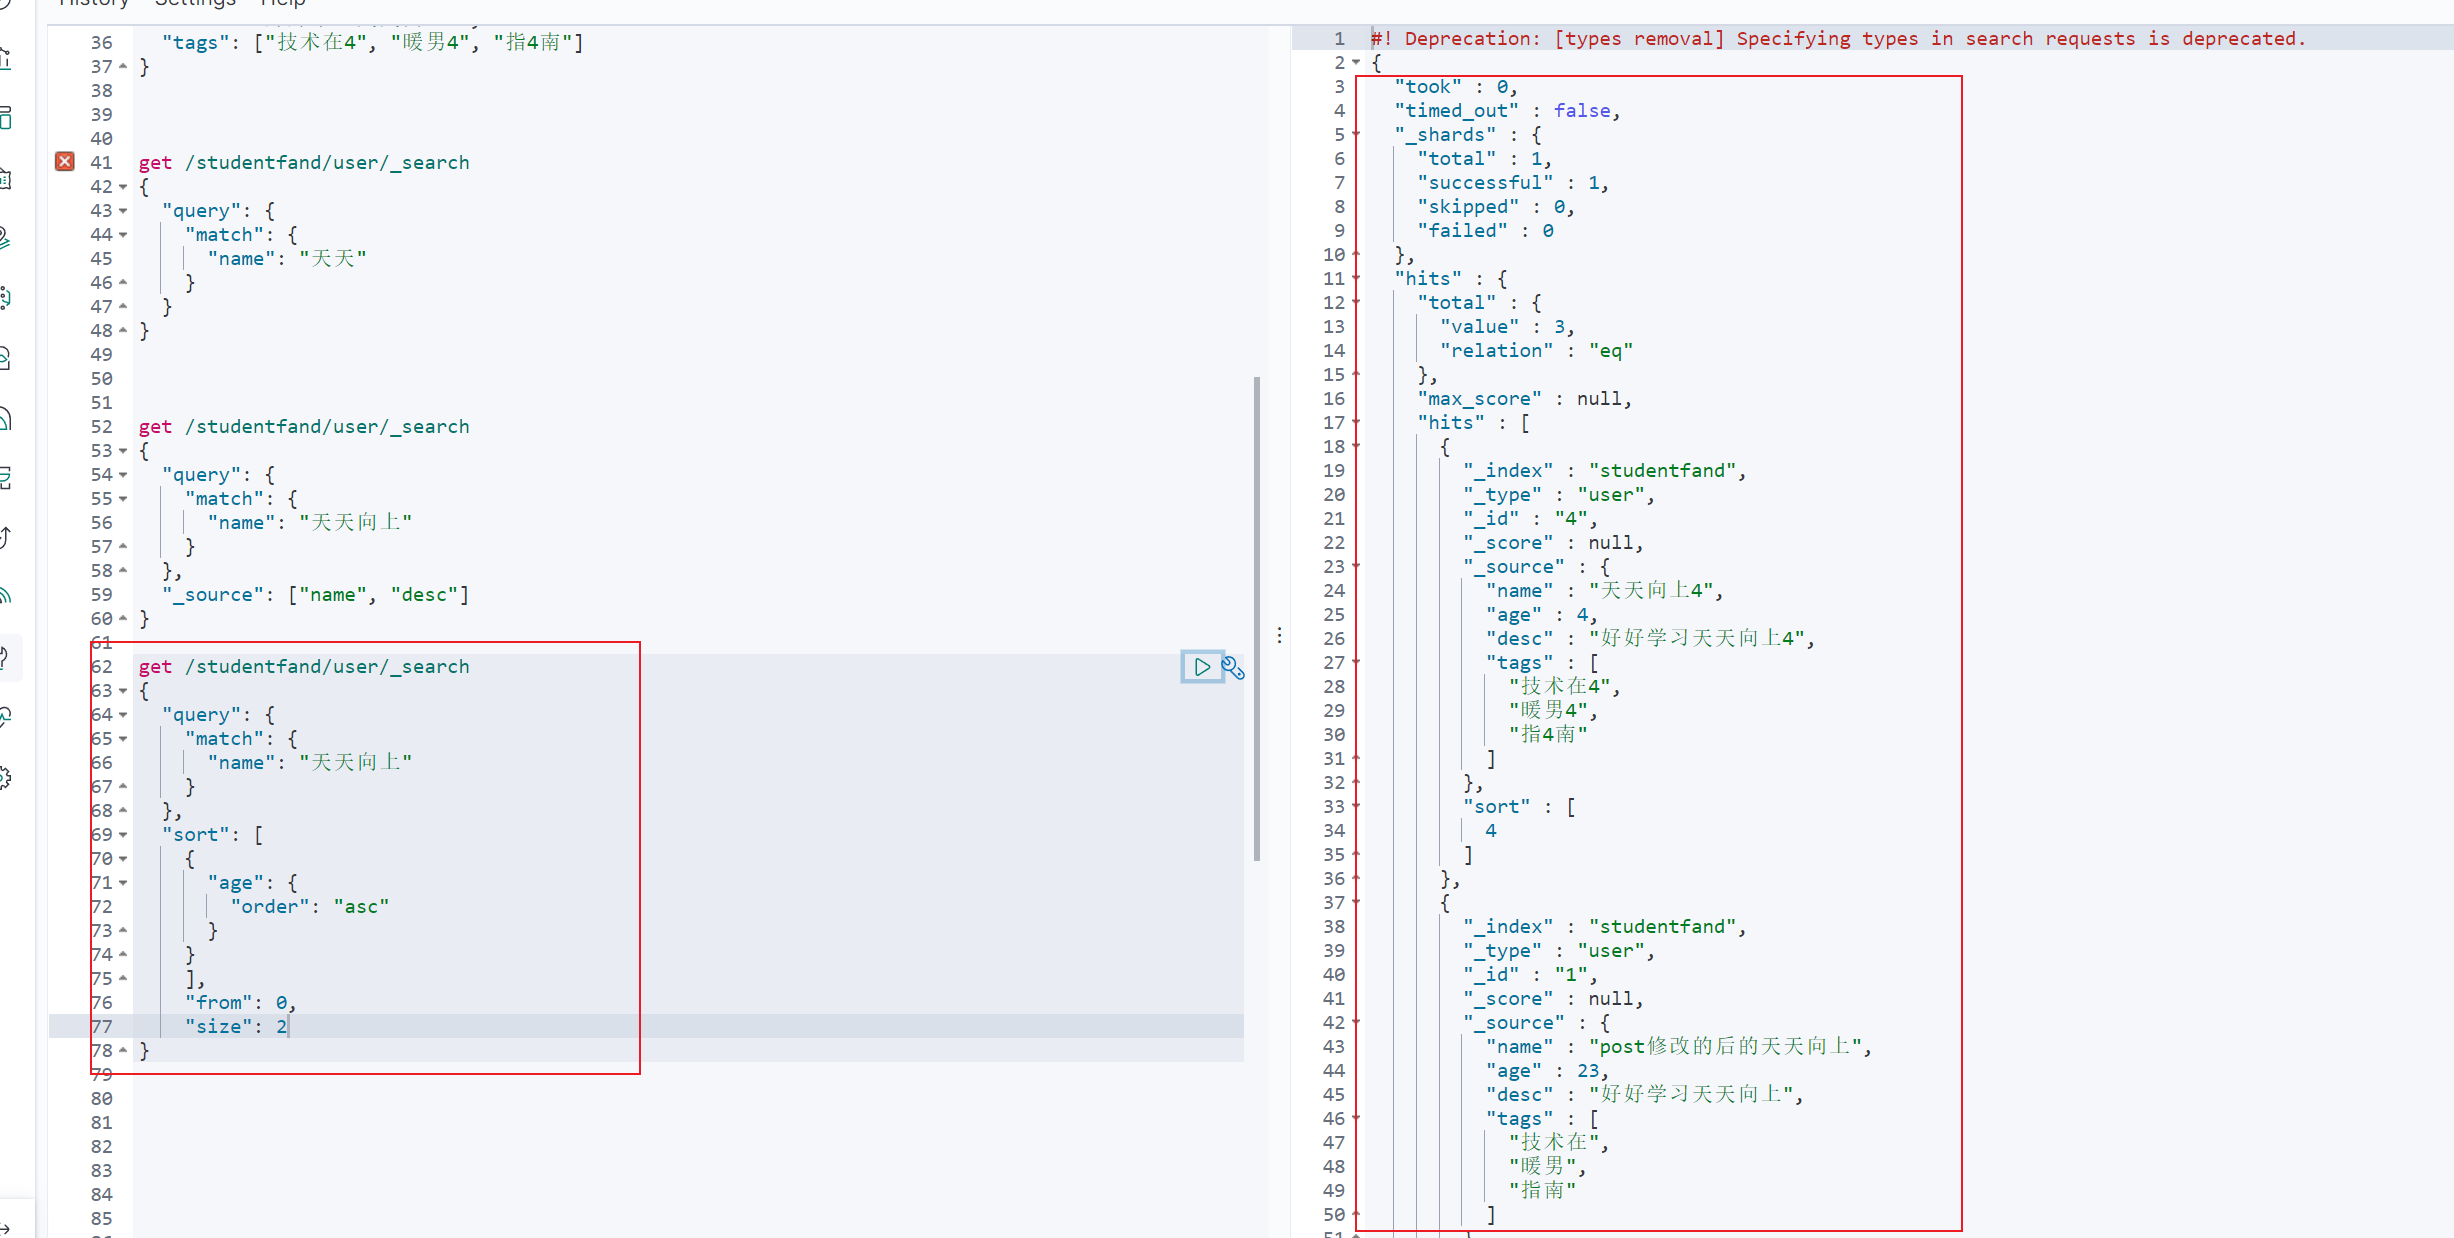 History Settings Help
36 "tags": ["技术在4", "暖男4", "指4南"]
37 }
38
39
40
41 get /studentfand/user/_search
42 {
43 "query": {
44 "match": {
45 "name": "天天"
46 }
47 }
48 }
49
50
51
52 get /studentfand/user/_search
53 {
54 "query": {
55 "match": {
56 "name": "天天向上"
57 }
58 },
59 "_source": ["name", "desc"]
60 }
61
62 get /studentfand/user/_search
63 {
64 "query": {
65 "match": {
66 "name": "天天向上"
67 }
68 },
69 "sort": [
70 {
71 "age": {
72 "order": "asc"
73 }
74 }
75 ],
76 "from": 0,
77 "size": 2
78 }
79
80
81
82
83
84
85
1 #! Deprecation: [types removal] Specifying types in search requests is deprecated.
2 {
3 "took" : 0,
4 "timed_out" : false,
5 "_shards" : {
6 "total" : 1,
7 "successful" : 1,
8 "skipped" : 0,
9 "failed" : 0
10 },
11 "hits" : {
12 "total" : {
13 "value" : 3,
14 "relation" : "eq"
15 },
16 "max_score" : null,
17 "hits" : [
18 {
19 "_index" : "studentfand",
20 "_type" : "user",
21 "_id" : "4",
22 "_score" : null,
23 "_source" : {
24 "name" : "天天向上4",
25 "age" : 4,
26 "desc" : "好好学习天天向上4",
27 "tags" : [
28 "技术在4",
29 "暖男4",
30 "指4南"
31 ]
32 },
33 "sort" : [
34 4
35 ]
36 },
37 {
38 "_index" : "studentfand",
39 "_type" : "user",
40 "_id" : "1",
41 "_score" : null,
42 "_source" : {
43 "name" : "post修改的后的天天向上",
44 "age" : 23,
45 "desc" : "好好学习天天向上",
46 "tags" : [
47 "技术在",
48 "暖男",
49 "指南"
50 ]